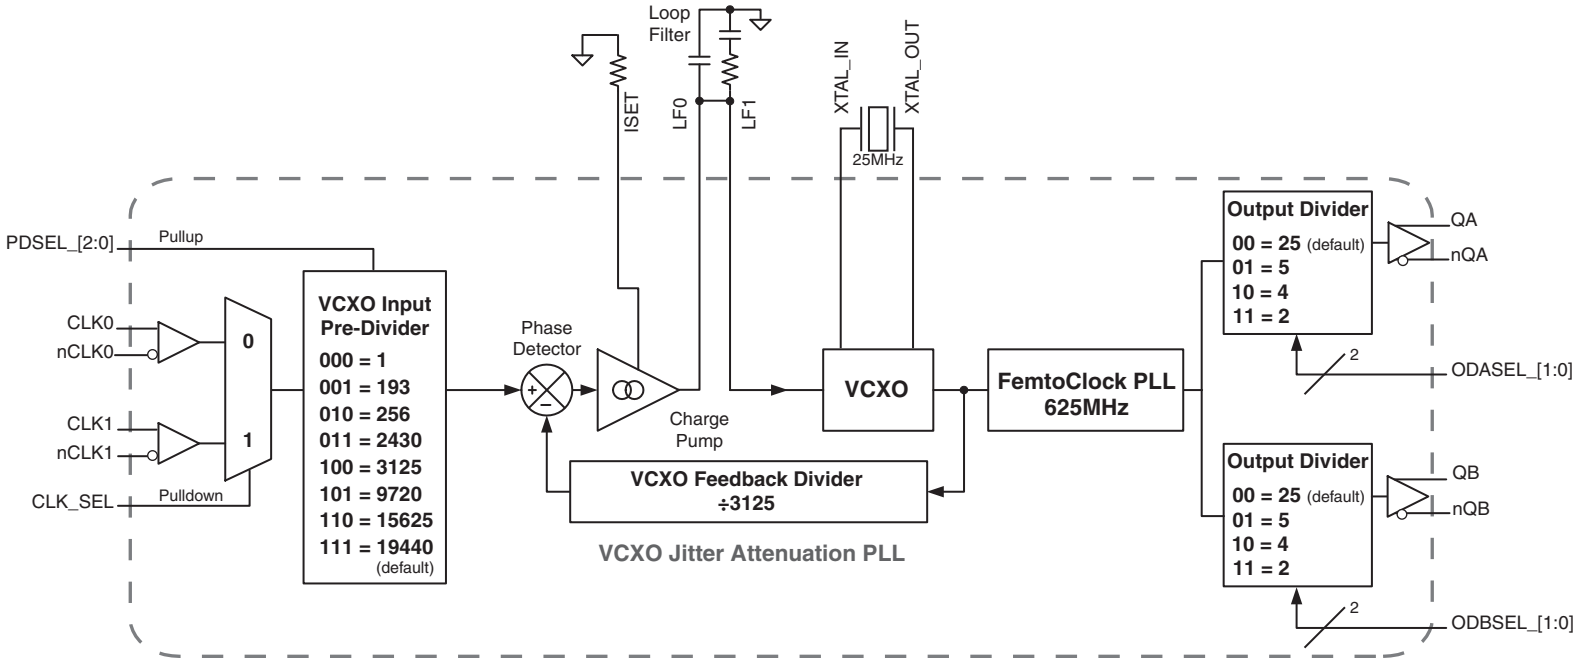 Loop
Filter
ISET
LF0
LF1
XTAL_IN
XTAL_OUT
25MHz
PDSEL_[2:0]
Pullup
CLK0
nCLK0
CLK1
nCLK1
CLK_SEL
Pulldown
0
1
VCXO Input
Pre-Divider
000 = 1
001 = 193
010 = 256
011 = 2430
100 = 3125
101 = 9720
110 = 15625
111 = 19440
(default)
Phase
Detector
+
–
Charge
Pump
VCXO Feedback Divider
÷3125
VCXO Jitter Attenuation PLL
VCXO
FemtoClock PLL
625MHz
Output Divider
00 = 25 (default)
01 = 5
10 = 4
11 = 2
QA
nQA
2
ODASEL_[1:0]
Output Divider
00 = 25 (default)
01 = 5
10 = 4
11 = 2
QB
nQB
2
ODBSEL_[1:0]